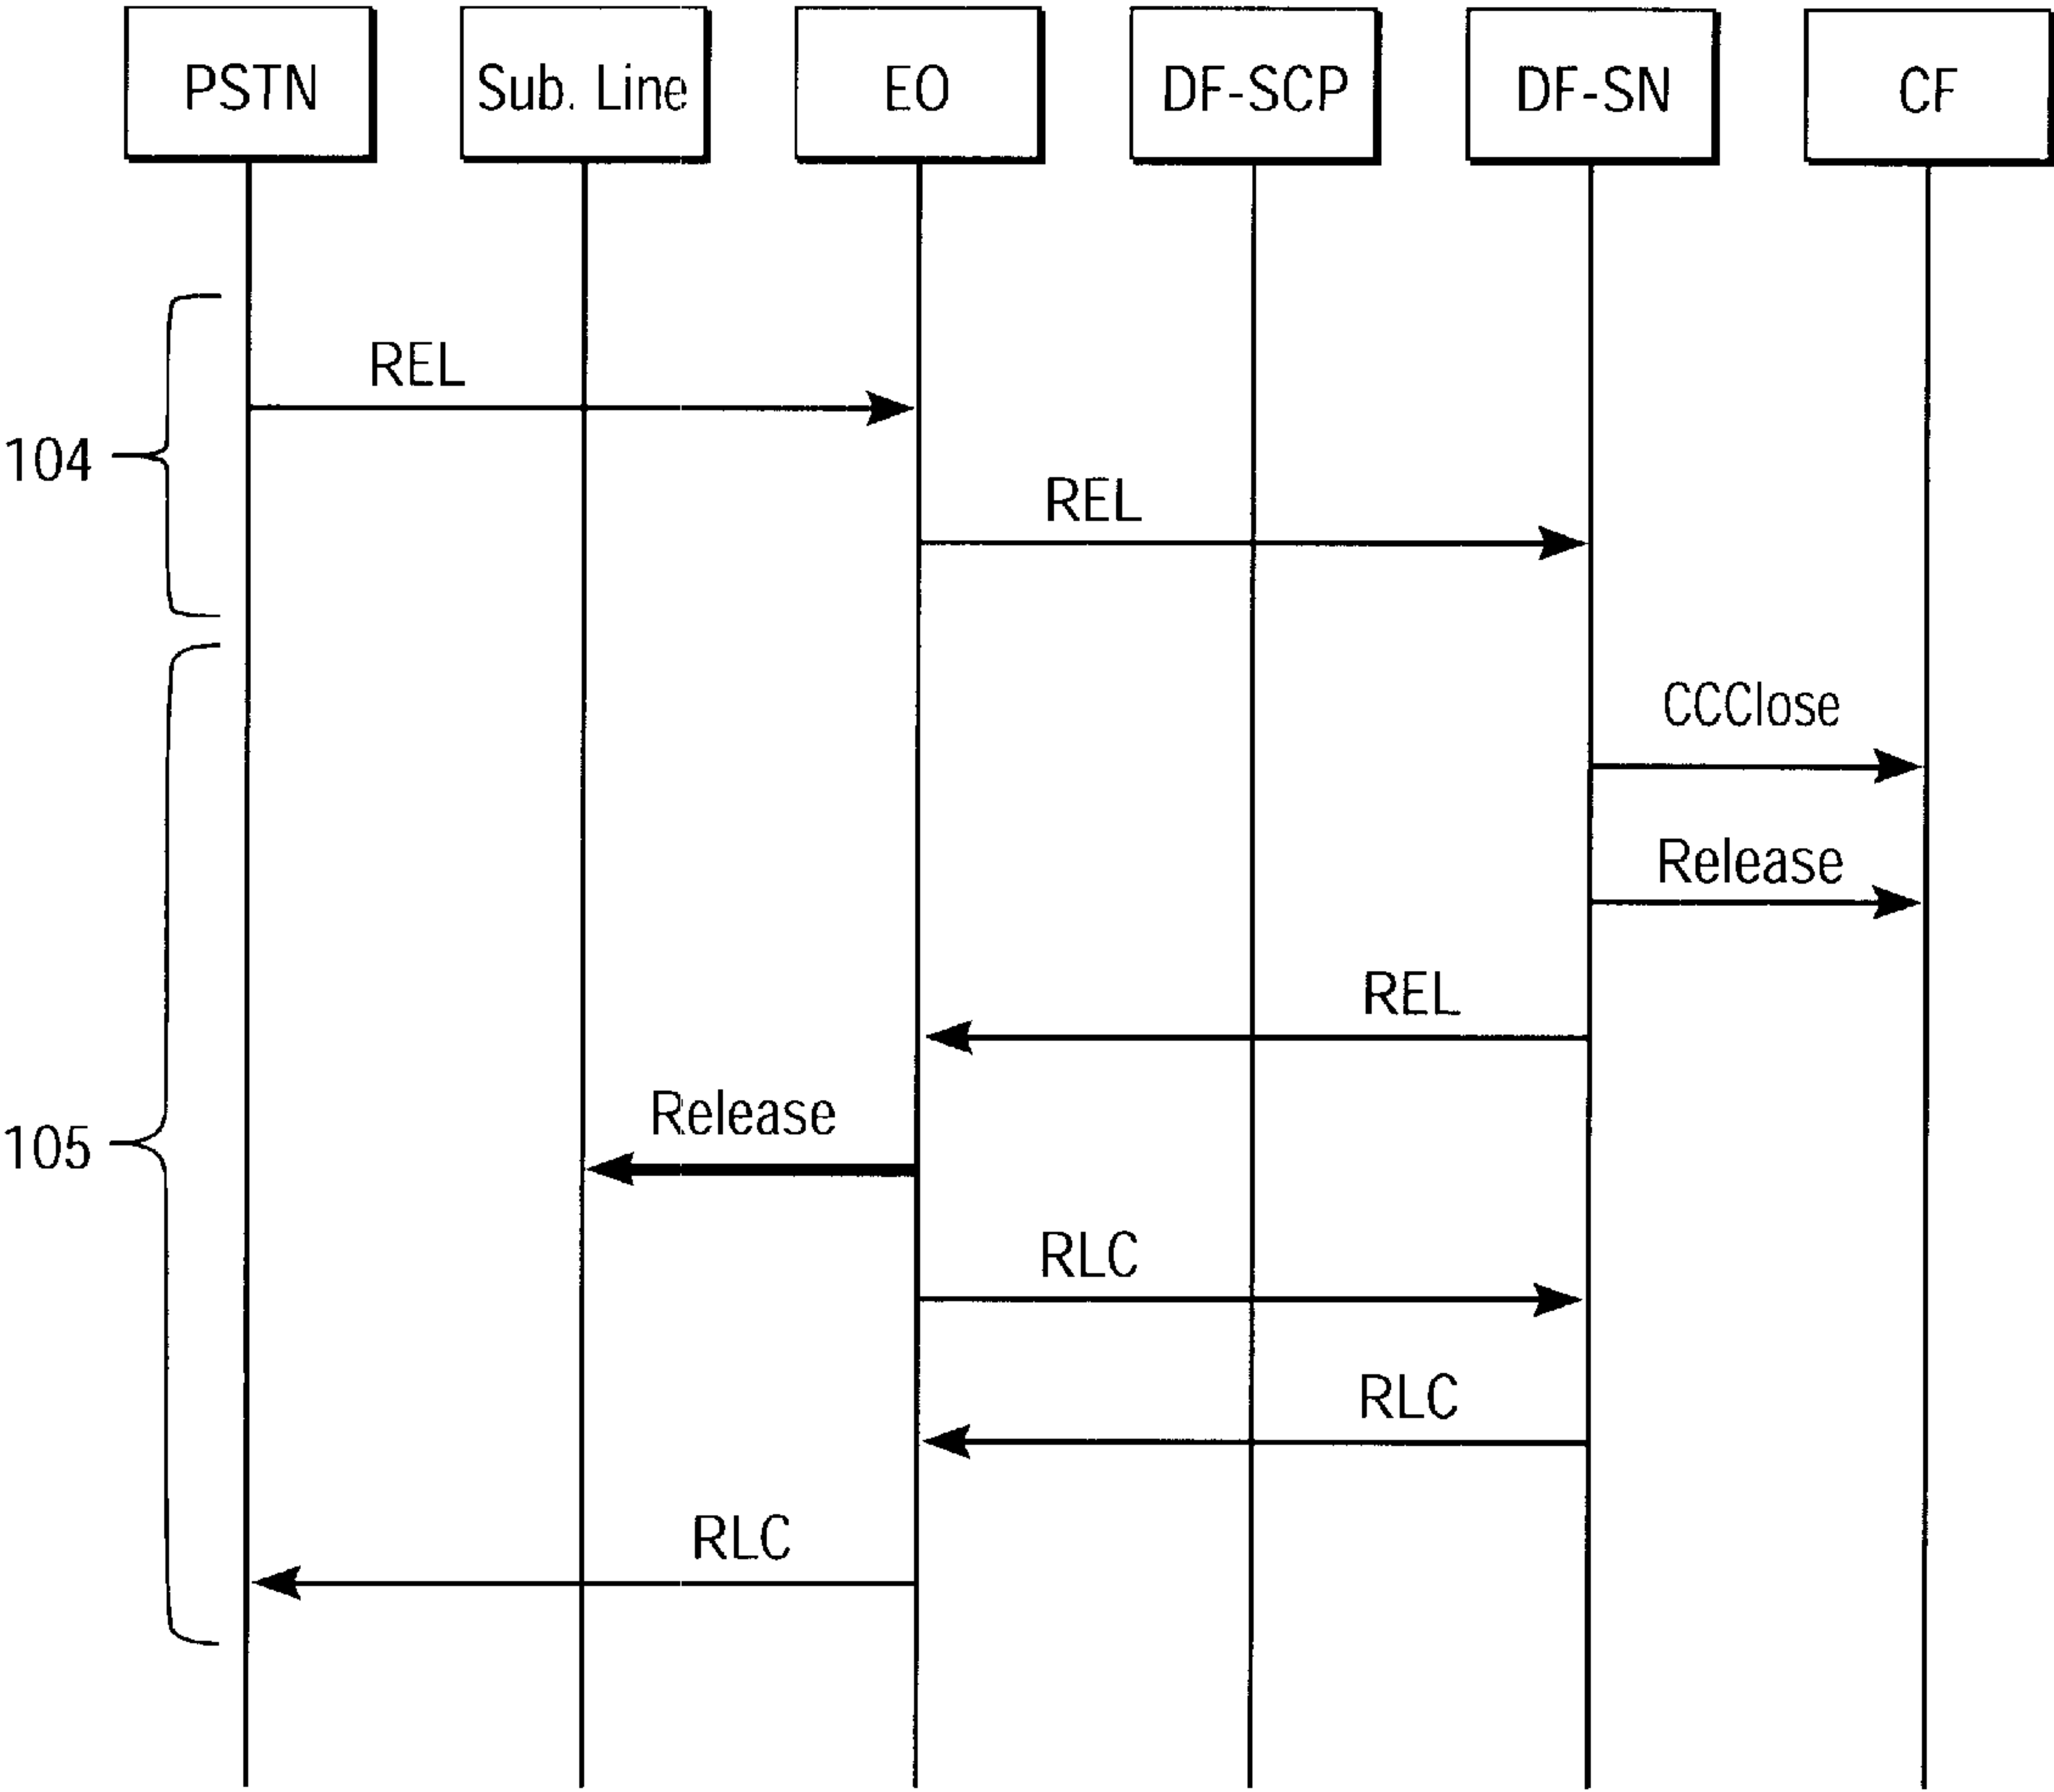 PSTN
Sub. Line
EO
DF-SCP
DF-SN
CF
REL
104
REL
CCClose
Release
REL
Release
105
RLC
RLC
RLC